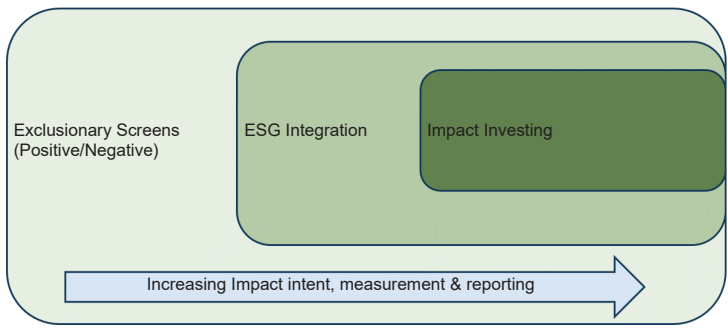 Exclusionary Screens
(Positive/Negative)
ESG Integration
Impact Investing
Increasing Impact intent, measurement & reporting